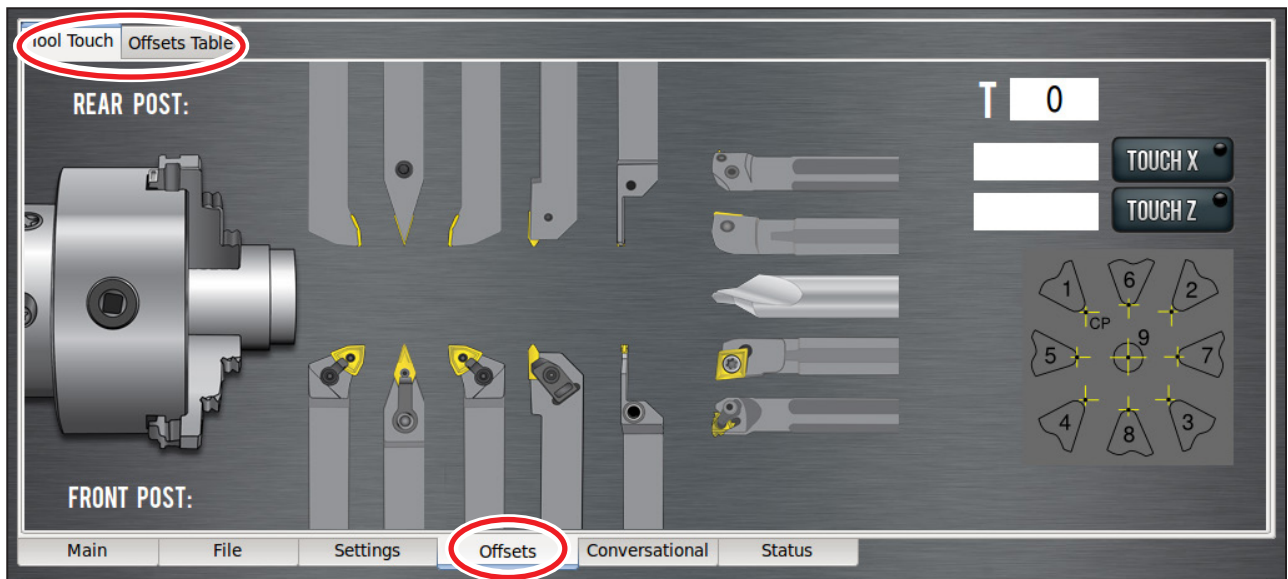 Tool Touch Offsets Table
REAR POST:
T 0
TOUCH X
TOUCH Z
1 6 2
CP
5 9 7
4 8 3
FRONT POST:
Main File Settings Offsets Conversational Status